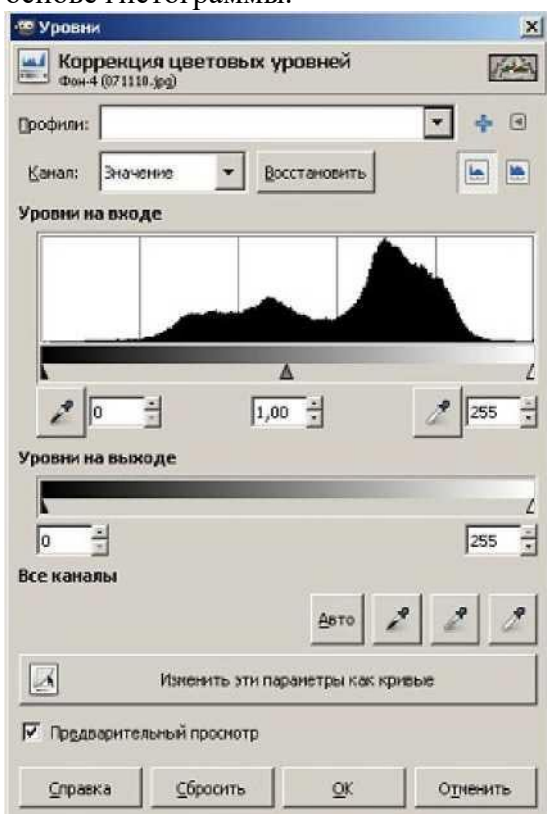 основе гистограммы.
Уровни
Коррекция цветовых уровней
Фон-4 (071110.jpg)
Профили:
Канал: Значение Восстановить
Уровни на входе
0 1,00 255
Уровни на выходе
0 255
Все каналы
Авто
Изменить эти параметры как кривые
Предварительный просмотр
Справка Сбросить OK Отменить